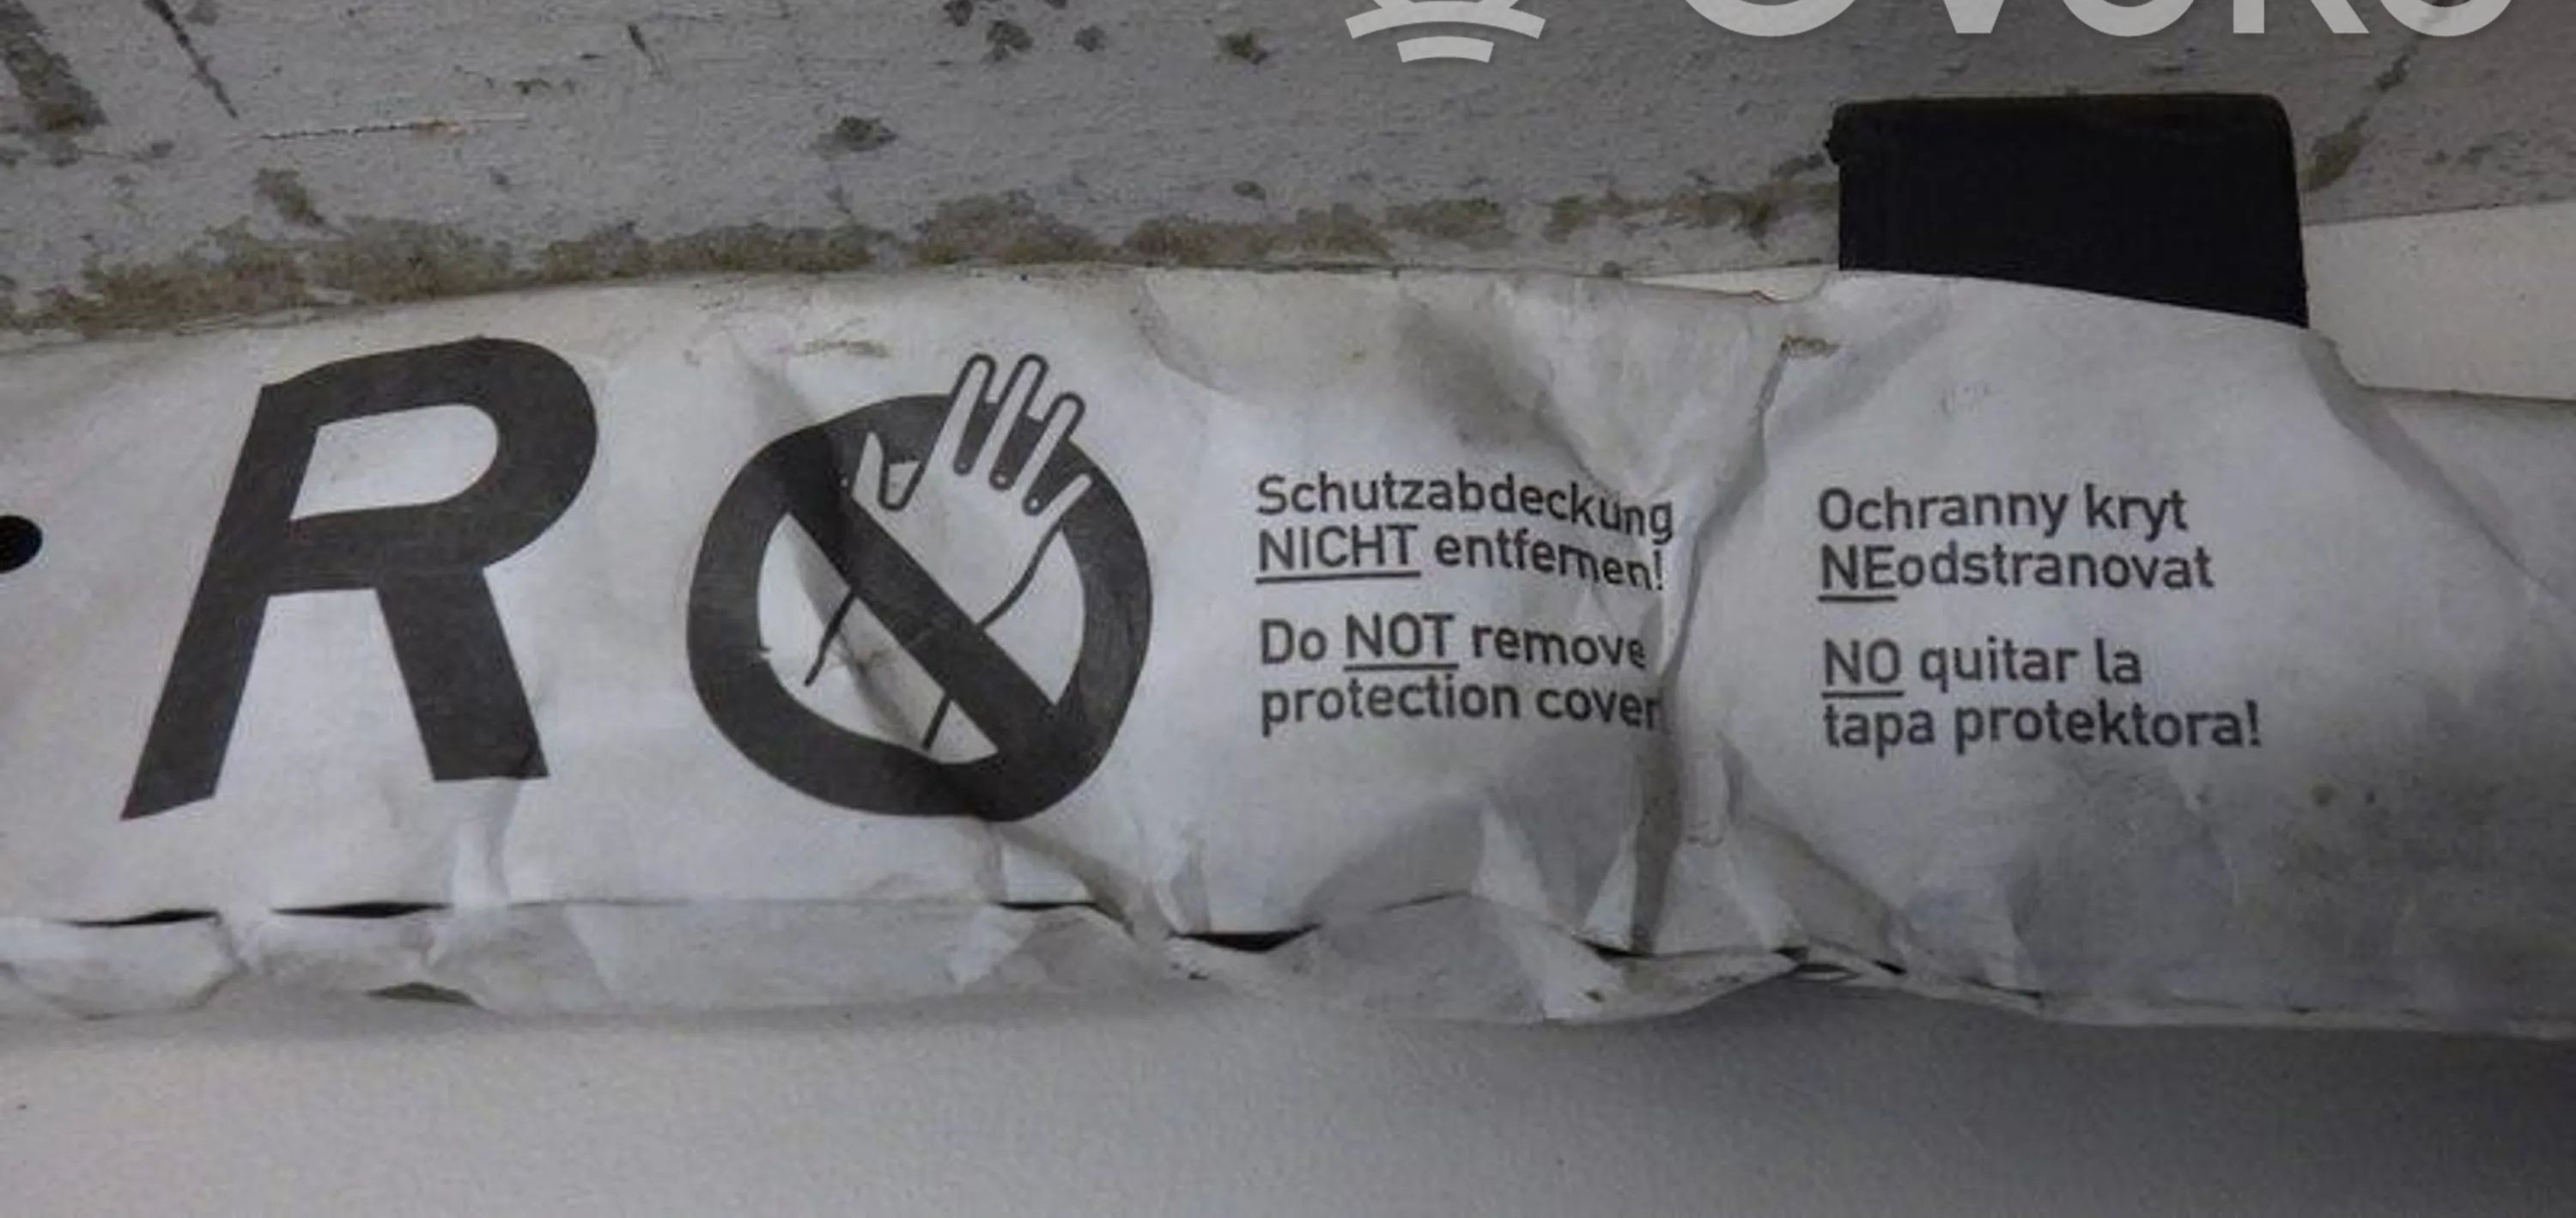 R
Schutzabdeckung
NICHT entfernen!
Do NOT remove
protection cover
Ochranny kryt
NEodstranovat
NO quitar la
tapa protektora!